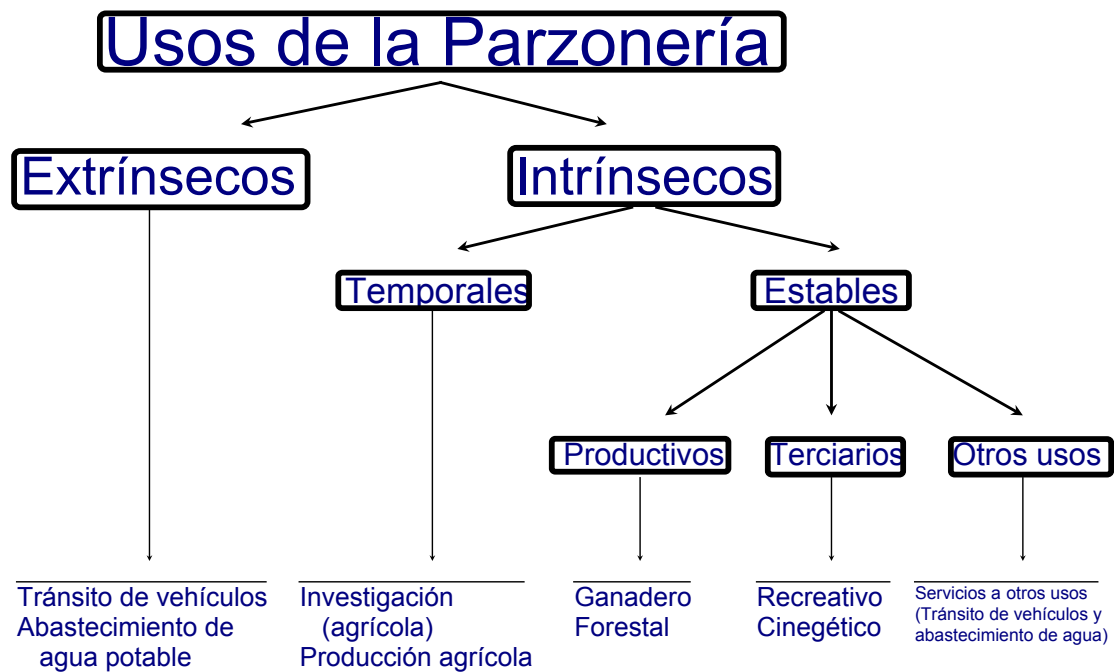 Usos de la Parzonería
Extrínsecos
Intrínsecos
Temporales
Estables
Productivos
Terciarios
Otros usos
Tránsito de vehículos
Abastecimiento de
agua potable
Investigación
(agrícola)
Producción agrícola
Ganadero
Forestal
Recreativo
Cinegético
Servicios a otros usos
(Tránsito de vehículos y
abastecimiento de agua)